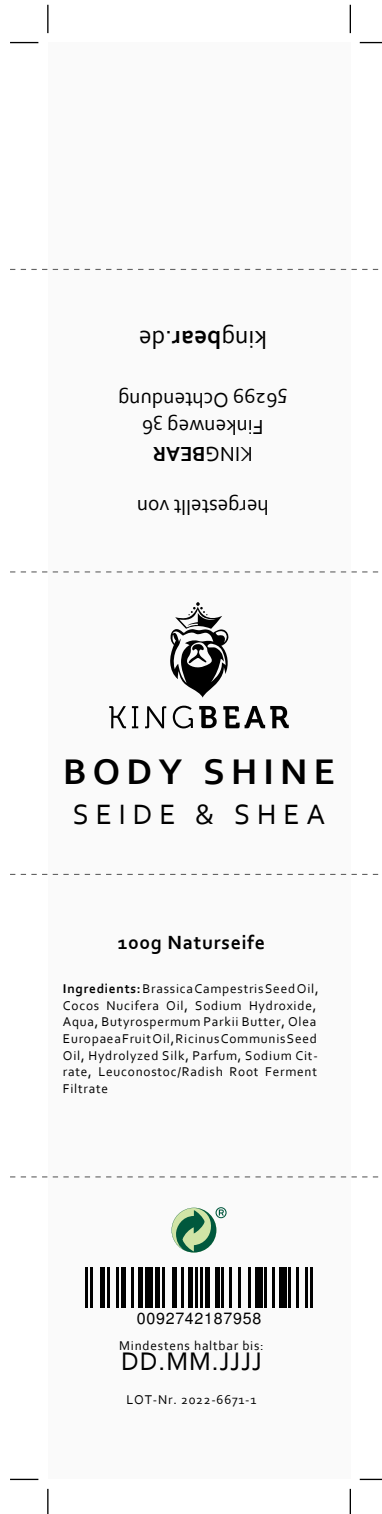 hergestellt von
KINGBEAR
Finkenweg 36
56299 Ochtendung
kingbear.de
KINGBEAR
BODY SHINE
SEIDE & SHEA
100g Naturseife
Ingredients: Brassica Campestris Seed Oil,
Cocos Nucifera Oil, Sodium Hydroxide,
Aqua, Butyrospermum Parkii Butter, Olea
Europaea Fruit Oil, Ricinus Communis Seed
Oil, Hydrolyzed Silk, Parfum, Sodium Cit-
rate, Leuconostoc/Radish Root Ferment
Filtrate
®
0092742187958
Mindestens haltbar bis:
DD.MM.JJJJ
LOT-Nr. 2022-6671-1